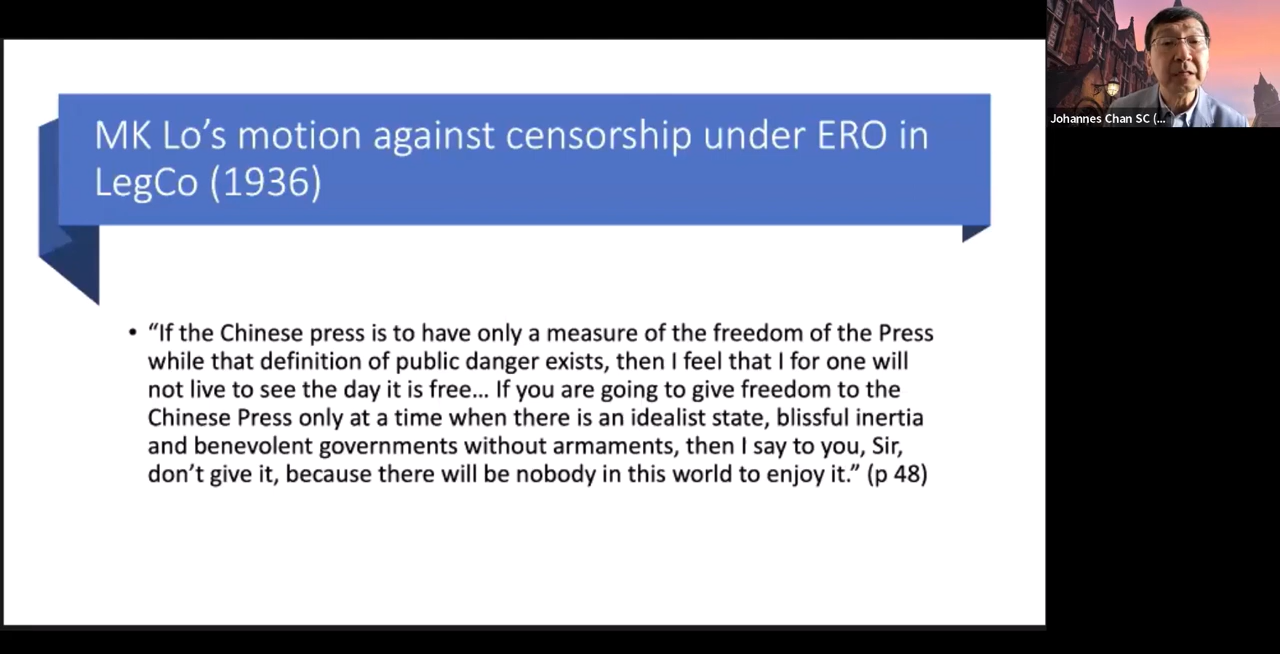 MK Lo’s motion against censorship under ERO in
LegCo (1936)
• “If the Chinese press is to have only a measure of the freedom of the Press
while that definition of public danger exists, then I feel that I for one will
not live to see the day it is free... If you are going to give freedom to the
Chinese Press only at a time when there is an idealist state, blissful inertia
and benevolent governments without armaments, then I say to you, Sir,
don’t give it, because there will be nobody in this world to enjoy it.” (p 48)
Johannes Chan SC (...